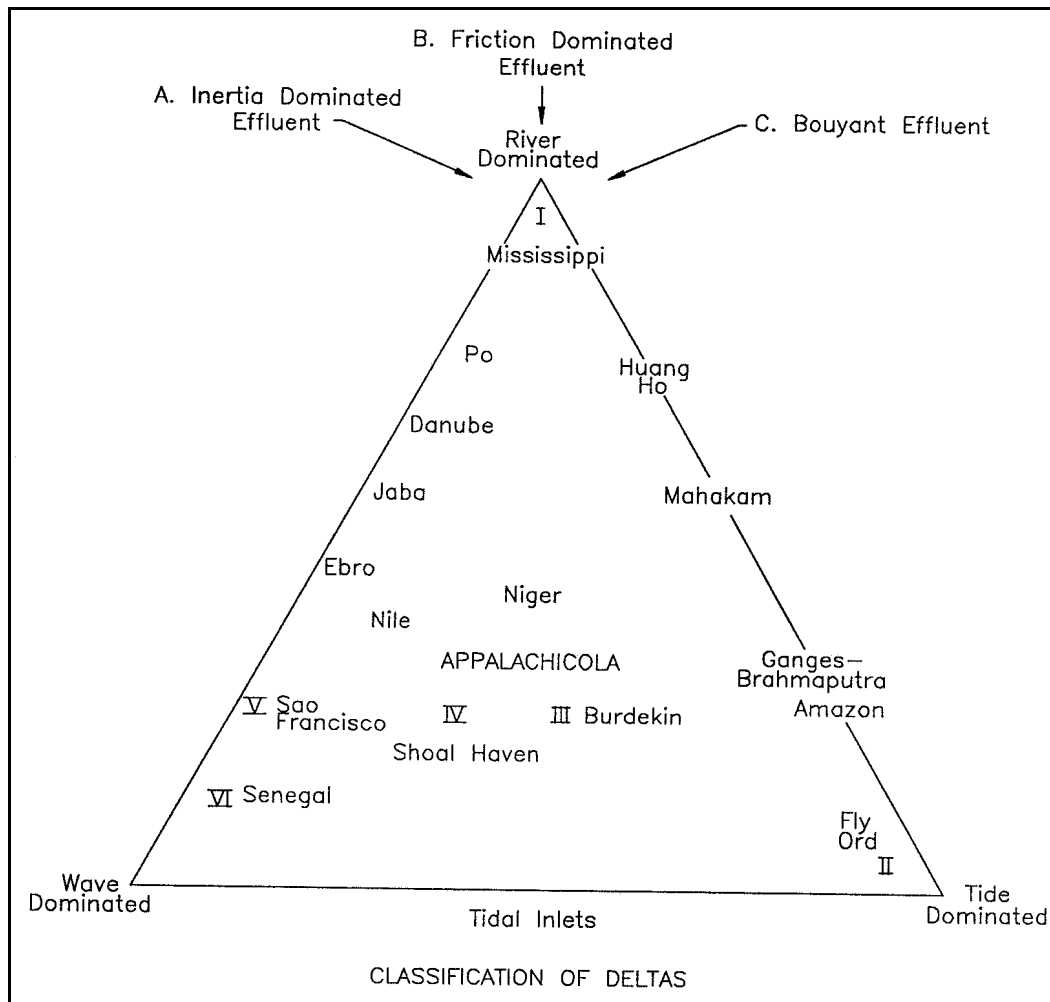 B. Friction Dominated
Effluent
A. Inertia Dominated
Effluent
C. Bouyant Effluent
River
Dominated
I
Mississippi
Po
Huang
Ho
Danube
Jaba
Mahakam
Ebro
Niger
Nile
APPALACHICOLA
Ganges-
Brahmaputra
Amazon
V Sao
Francisco
IV
III Burdekin
Shoal Haven
VI Senegal
Fly
Ord
II
Wave
Dominated
Tide
Dominated
Tidal Inlets
CLASSIFICATION OF DELTAS